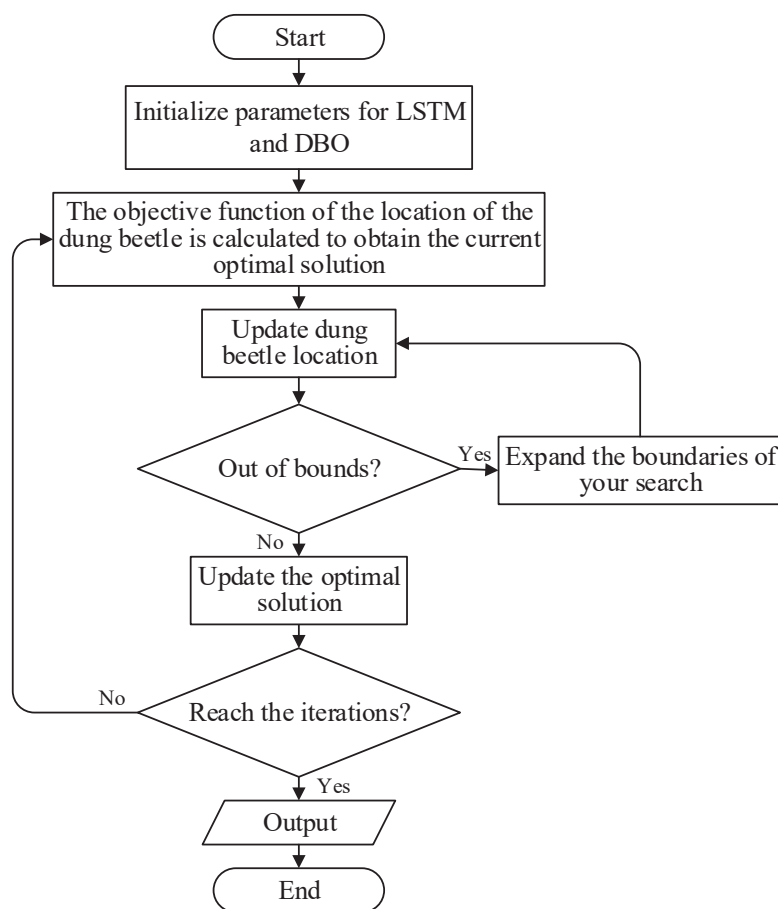 Start
Initialize parameters for LSTM
and DBO
The objective function of the location of the
dung beetle is calculated to obtain the current
optimal solution
Update dung
beetle location
Out of bounds?
Yes
Expand the boundaries of
your search
No
Update the optimal
solution
No
Reach the iterations?
Yes
Output
End